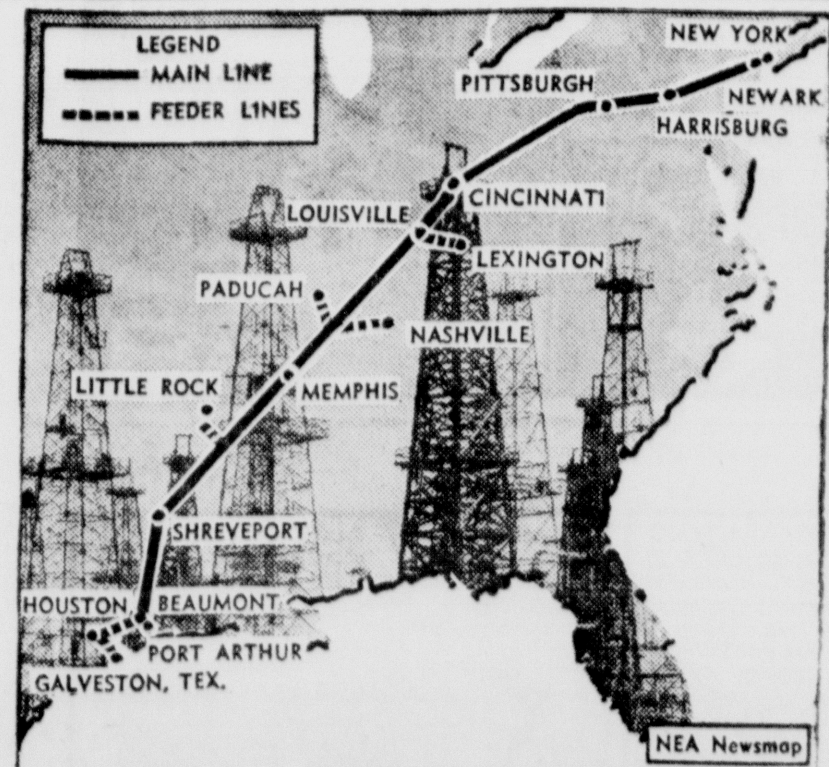 LEGEND
MAIN LINE
FEEDER LINES
NEW YORK
PITTSBURGH
NEWARK
HARRISBURG
CINCINNATI
LOUISVILLE
LEXINGTON
PADUCAH
NASHVILLE
LITTLE ROCK
MEMPHIS
SHREVEPORT
HOUSTON
BEAUMONT
PORT ARTHUR
GALVESTON, TEX.
NEA Newsmap